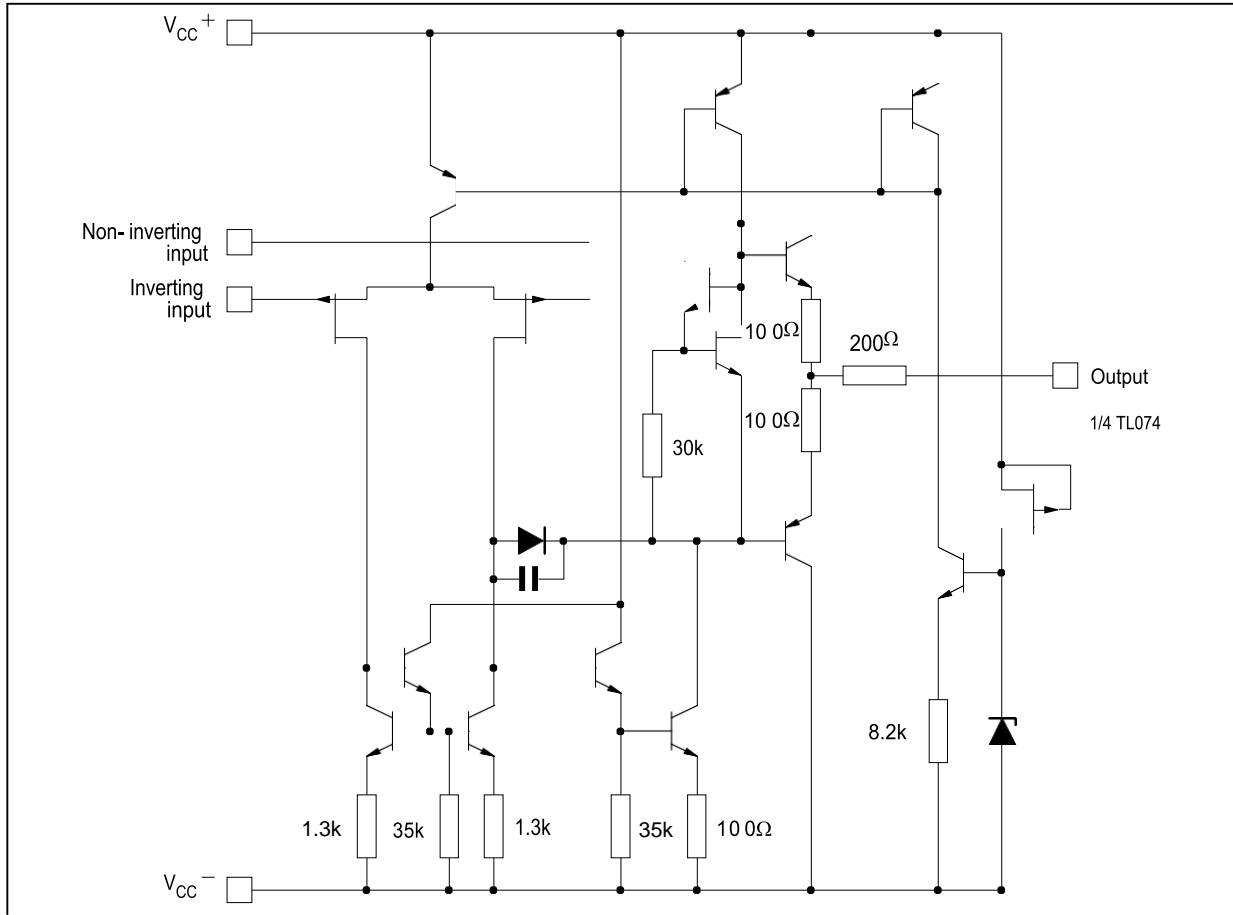 VCC+
Non- inverting
input
Inverting
input
10 0Ω
200Ω
Output
10 0Ω
1/4 TL074
30k
8.2k
1.3k
35k
1.3k
35k
10 0Ω
VCC−